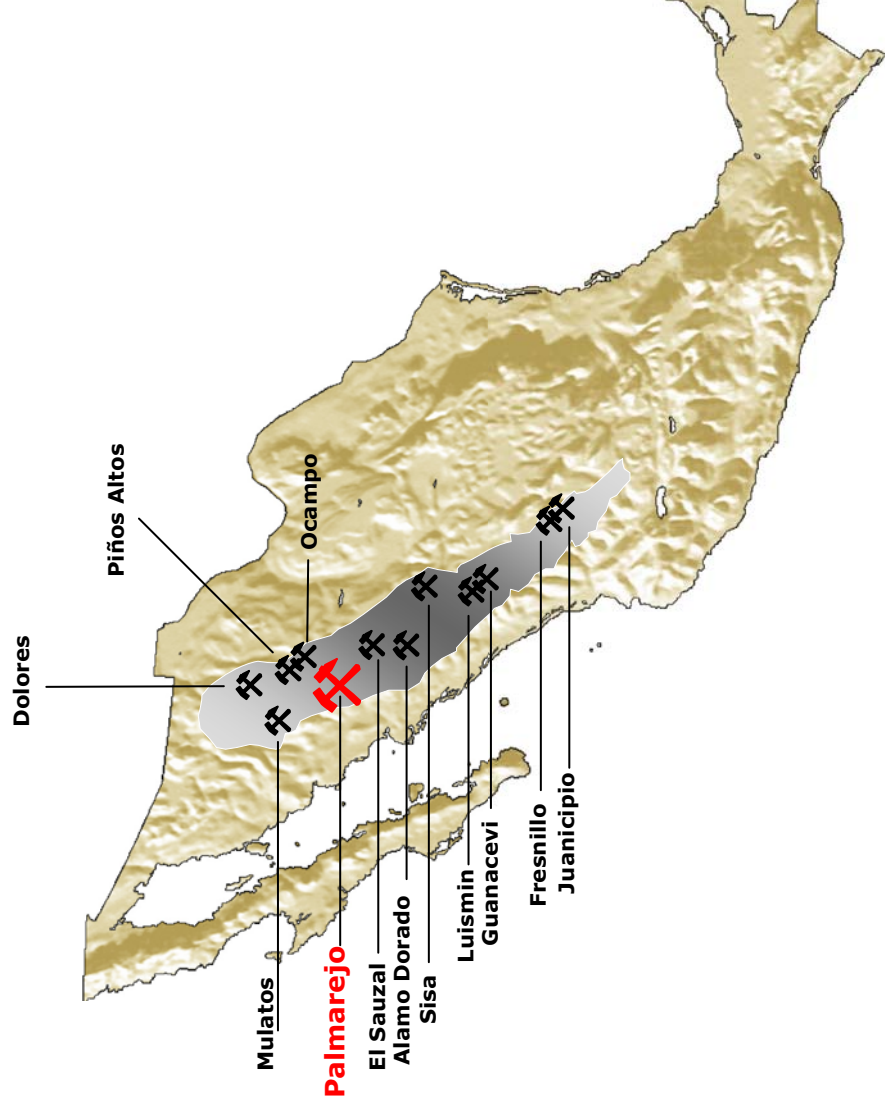 Dolores
Piños Altos
Ocampo
Mulatos
Palmarejo
El Sauzal
Alamo Dorado
Sisa
Luismin
Guanacevi
Fresnillo
Juanicipio